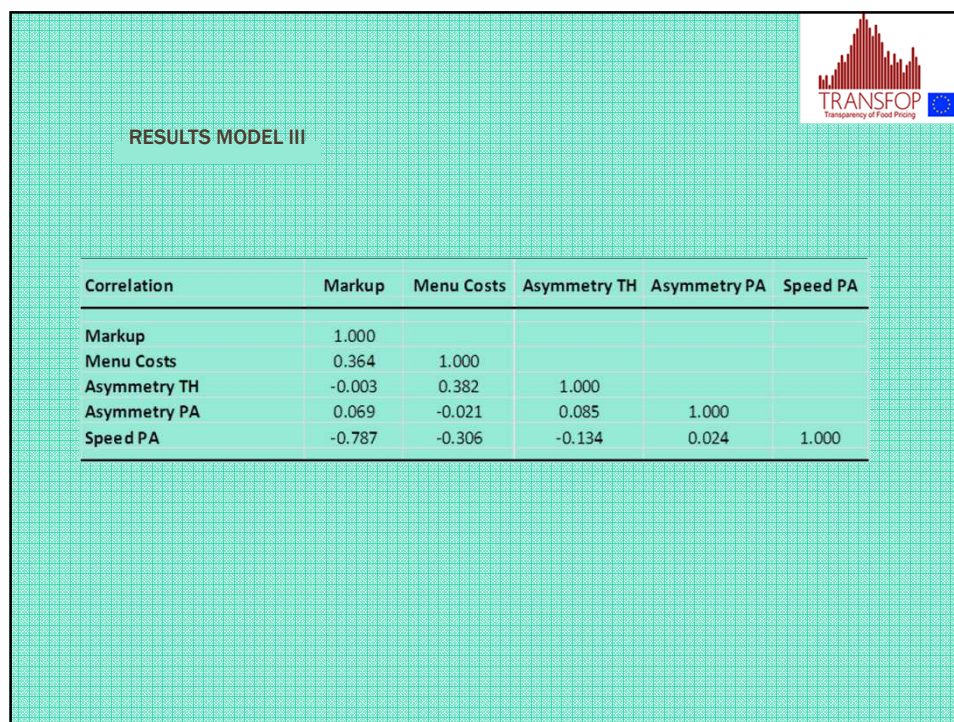 TRANSFOP
Transparency of Food Pricing
RESULTS MODEL III
Correlation Markup Menu Costs Asymmetry TH Asymmetry PA Speed PA
Markup 1.000
Menu Costs 0.364 1.000
Asymmetry TH -0.003 0.382 1.000
Asymmetry PA 0.069 -0.021 0.085 1.000
Speed PA -0.787 -0.306 -0.134 0.024 1.000